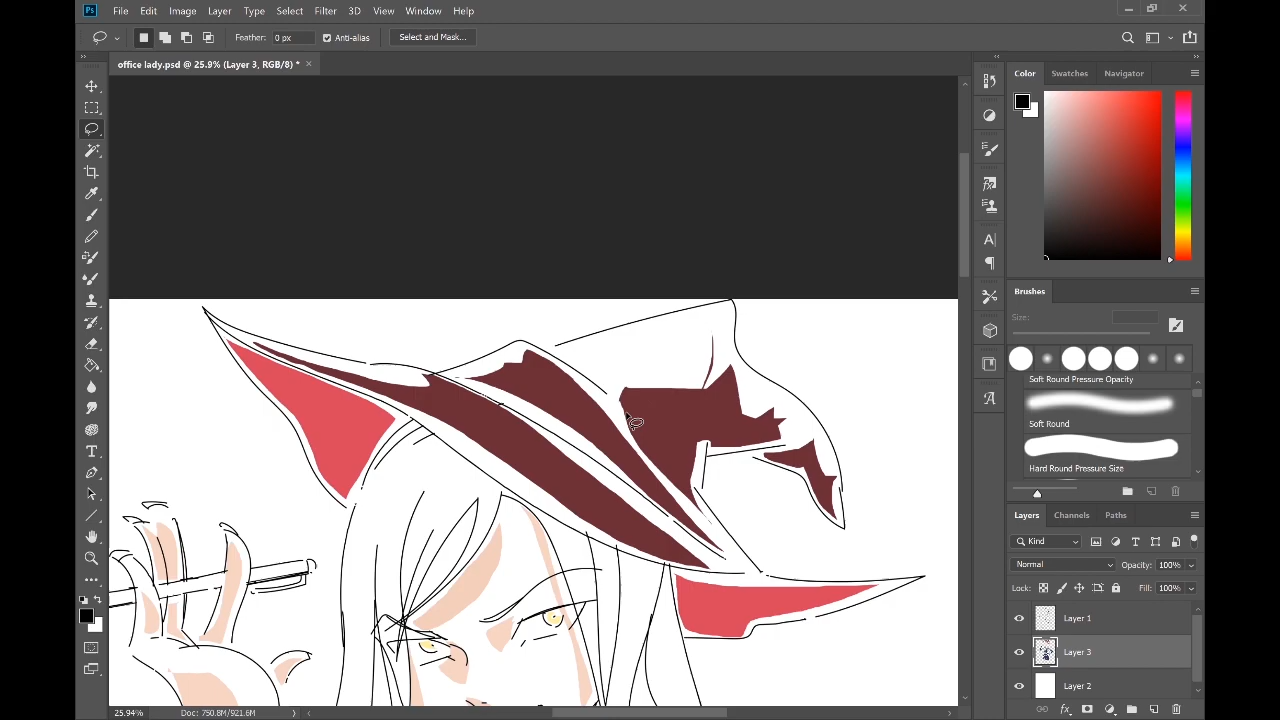 Ps File Edit Image Layer Type Select Filter 3D View Window Help
Feather: 0 px Anti-alias Select and Mask...
office lady.psd @ 25.9% (Layer 3, RGB/8) *
Color Swatches Navigator
Brushes
Size:
Soft Round Pressure Opacity
Soft Round
Hard Round Pressure Size
Layers Channels Paths
Kind
Normal Opacity: 100%
Lock: Fill: 100%
Layer 1
Layer 3
Layer 2
25.94% Doc: 750.8M/921.6M